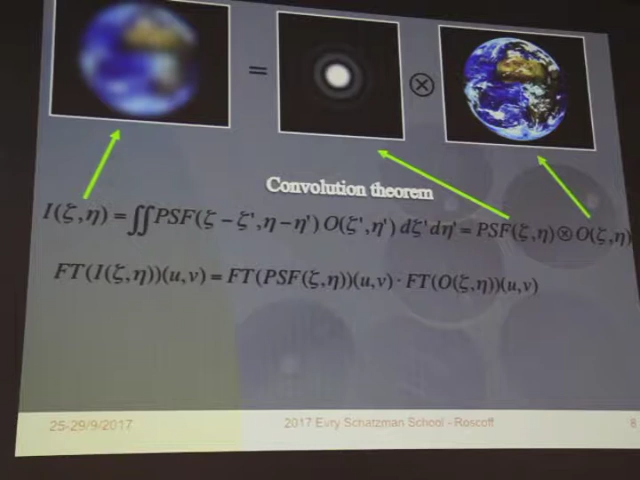 = ⊗
Convolution theorem
I(ζ,η) = ∬PSF(ζ − ζ', η − η') O(ζ',η') dζ'dη' = PSF(ζ,η) ⊗ O(ζ,η)
FT(I(ζ,η))(u,v) = FT(PSF(ζ,η))(u,v) · FT(O(ζ,η))(u,v)
25-29/9/2017 2017 Evry Schatzman School - Roscoff 8